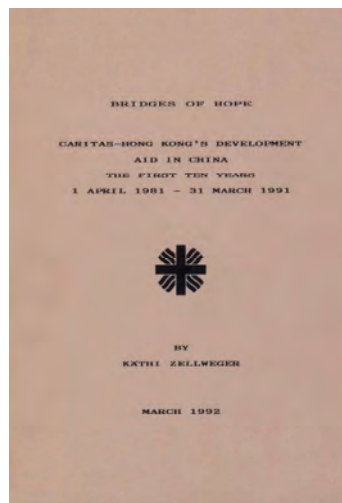 BRIDGES OF HOPE
CARITAS-HONG KONG'S DEVELOPMENT
AID IN CHINA
THE FIRST TEN YEARS
1 APRIL 1981 - 31 MARCH 1991
BY
KATHI ZELLWEGER
MARCH 1992